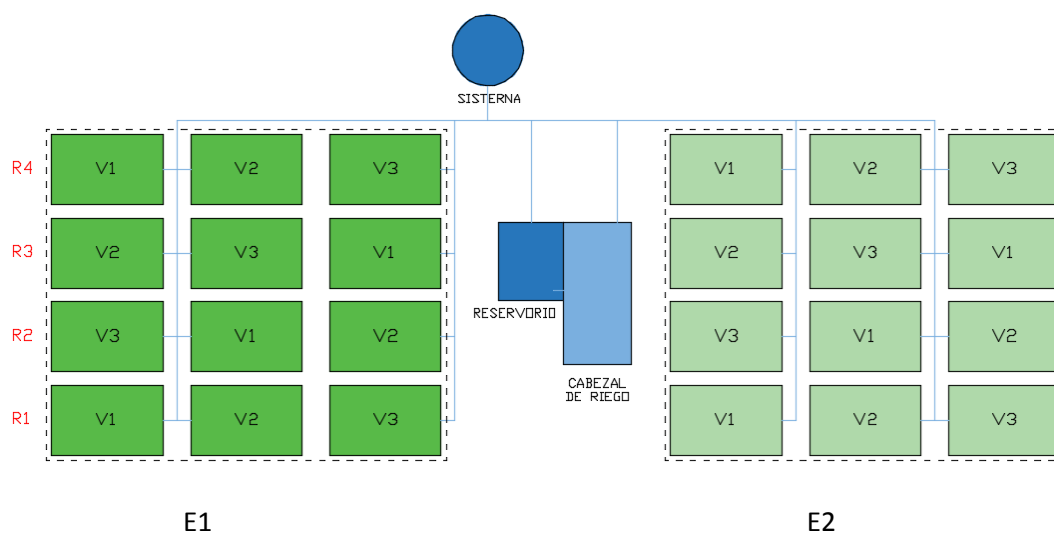 SISTERNA
R4 V1 V2 V3 V1 V2 V3
R3 V2 V3 V1 V2 V3 V1
RESERVORIO
R2 V3 V1 V2 V3 V1 V2
CABEZAL
DE RIEGO
R1 V1 V2 V3 V1 V2 V3
E1 E2